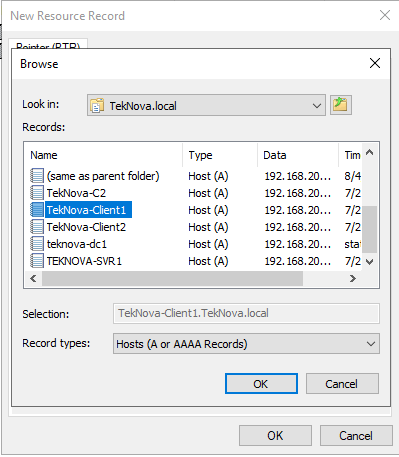 New Resource Record
Pointer (PTR)
Browse
Look in: TekNova.local
Records:
Name Type Data Tim
(same as parent folder) Host (A) 192.168.20... 8/4
TekNova-C2 Host (A) 192.168.20... 7/2
TekNova-Client1 Host (A) 192.168.20... 7/2
TekNova-Client2 Host (A) 192.168.20... 7/2
teknova-dc1 Host (A) 192.168.20... stat
TEKNOVA-SVR1 Host (A) 192.168.20... 7/2
Selection: TekNova-Client1.TekNova.local
Record types: Hosts (A or AAAA Records)
OK Cancel
OK Cancel